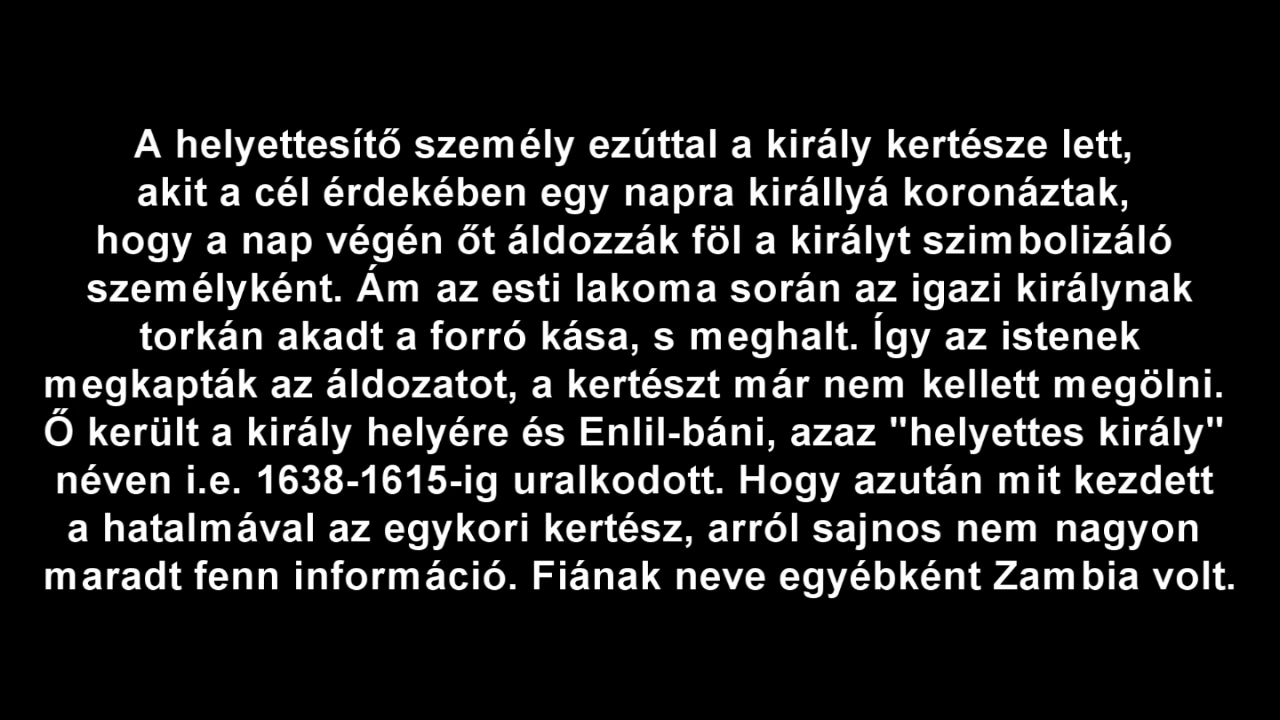 A helyettesítő személy ezúttal a király kertésze lett,
akit a cél érdekében egy napra királlyá koronáztak,
hogy a nap végén őt áldozzák föl a királyt szimbolizáló
személyként. Ám az esti lakoma során az igazi királynak
torkán akadt a forró kása, s meghalt. Így az istenek
megkapták az áldozatot, a kertészt már nem kellett megölni.
Ő került a király helyére és Enlil-báni, azaz "helyettes király"
néven i.e. 1638-1615-ig uralkodott. Hogy azután mit kezdett
a hatalmával az egykori kertész, arról sajnos nem nagyon
maradt fenn információ. Fiának neve egyébként Zambia volt.